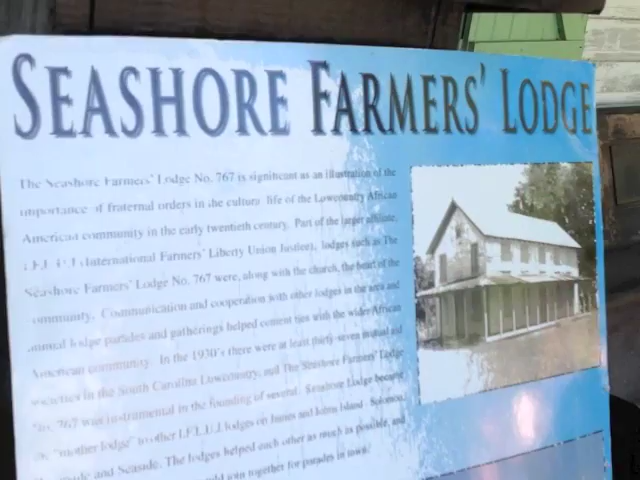 SEASHORE FARMERS' LODGE
The Seashore Farmers' Lodge No. 767 is significant as an illustration of the
importance of fraternal orders in the cultural life of the Lowcountry African
American community in the early twentieth century. Part of the larger affiliate,
I.F.L.U.J. (International Farmers' Liberty Union Justice), lodges such as The
Seashore Farmers' Lodge No. 767 were, along with the church, the heart of the
community. Communication and cooperation with other lodges in the area and
annual lodge parades and gatherings helped cement ties with the wider African
American community. In the 1930's there were at least thirty-seven mutual aid
societies in the South Carolina Lowcountry, and The Seashore Farmers' Lodge
No. 767 was instrumental in the founding of several. Seashore Lodge became
the "mother lodge" to other I.F.L.U.J. lodges on James and Johns Island. Solomon,
and Seaside. The lodges helped each other as much as possible, and
would join together for parades in town.